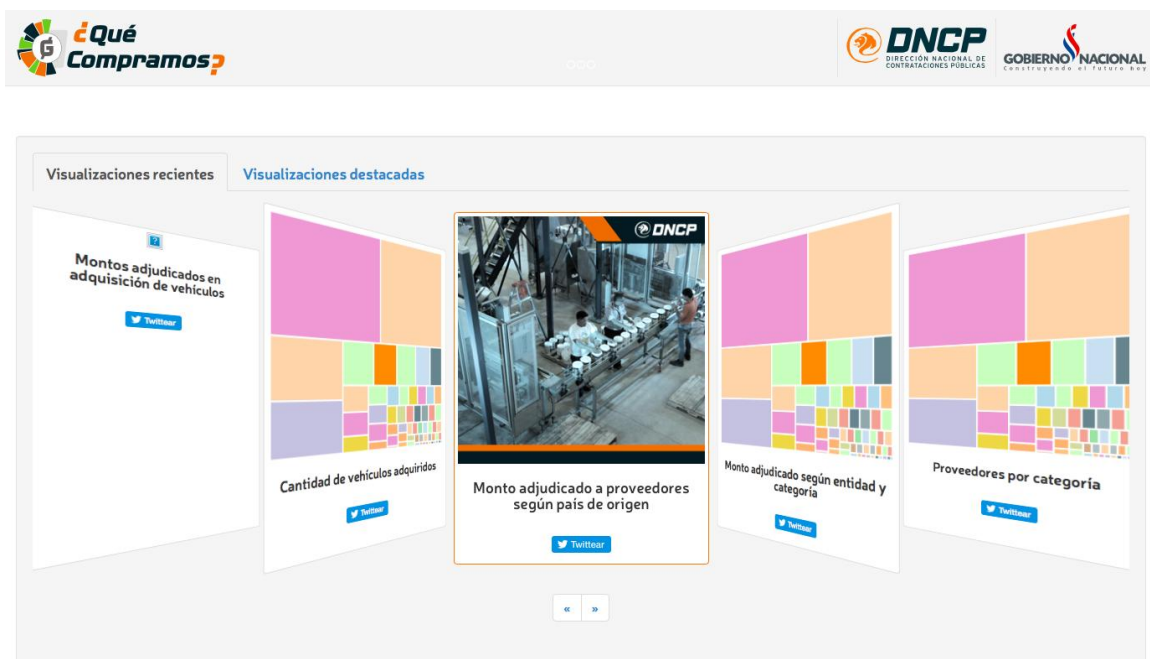 ¿Qué
Compramos?
DNCP
DIRECCIÓN NACIONAL DE
CONTRATACIONES PÚBLICAS
GOBIERNO NACIONAL
Construyendo el futuro hoy
Visualizaciones recientes
Visualizaciones destacadas
?
Montos adjudicados en
adquisición de vehículos
Twittear
Cantidad de vehículos adquiridos
Twittear
DNCP
Monto adjudicado a proveedores
según país de origen
Twittear
Monto adjudicado según entidad y
categoría
Twittear
Proveedores por categoría
Twittear
« »